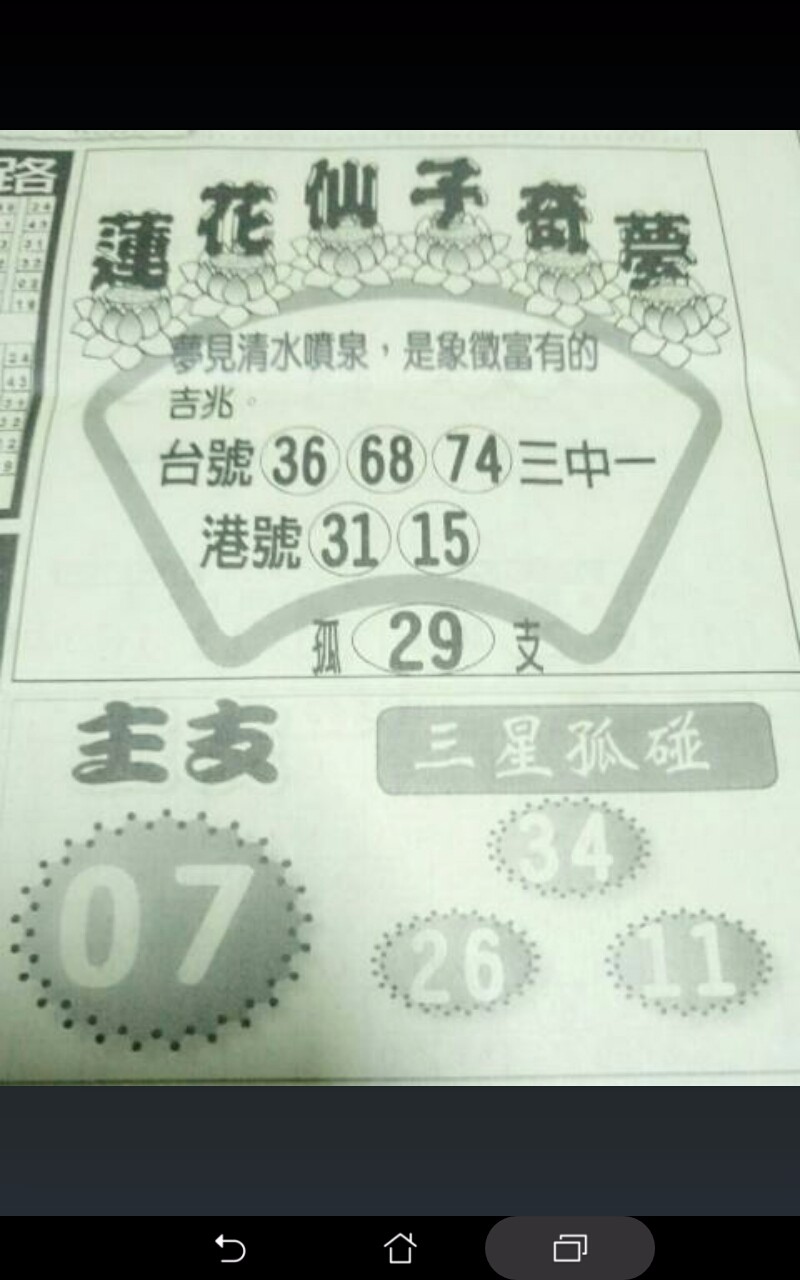 路
蓮花仙子奇夢
夢見清水噴泉，是象徵富有的
吉兆。
台號 36 68 74 三中一
港號 31 15
孤 29 支
主支
07
三星孤碰
34
26 11